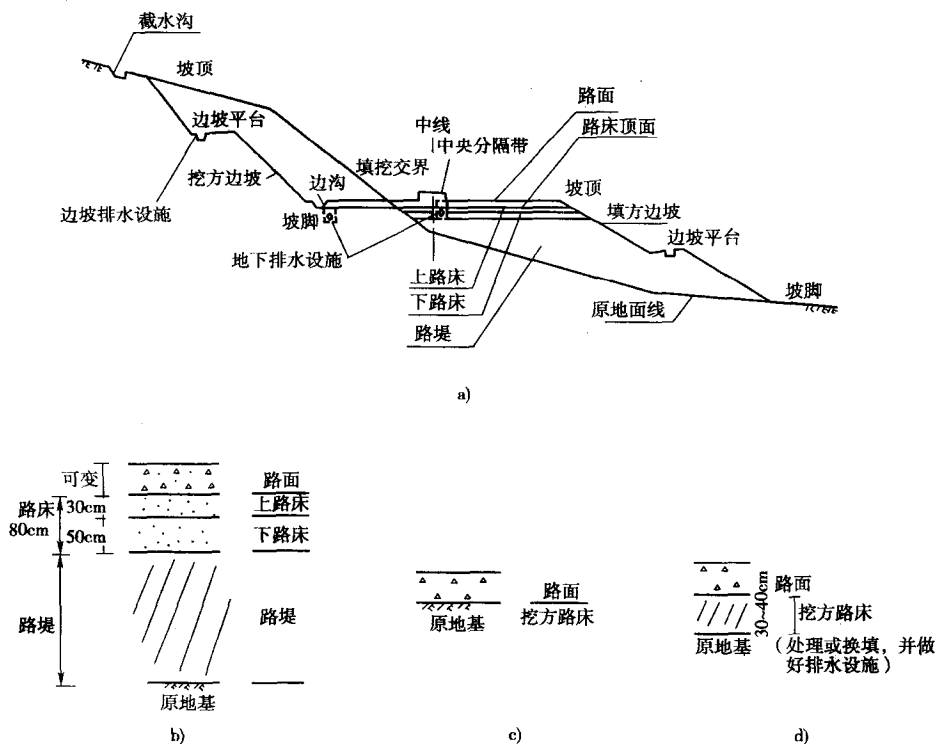 截水沟
坡顶
边坡平台
挖方边坡
边坡排水设施
边沟
坡脚
地下排水设施
填挖交界
中线
中央分隔带
路面
路床顶面
坡顶
填方边坡
边坡平台
坡脚
上路床
下路床
路堤
原地面线
a)
可变
路面
路床
80cm
30cm
上路床
50cm
下路床
路堤
路堤
原地基
b)
路面
挖方路床
原地基
c)
路面
30~40cm
挖方路床
原地基
(处理或换填，并做
好排水设施)
d)